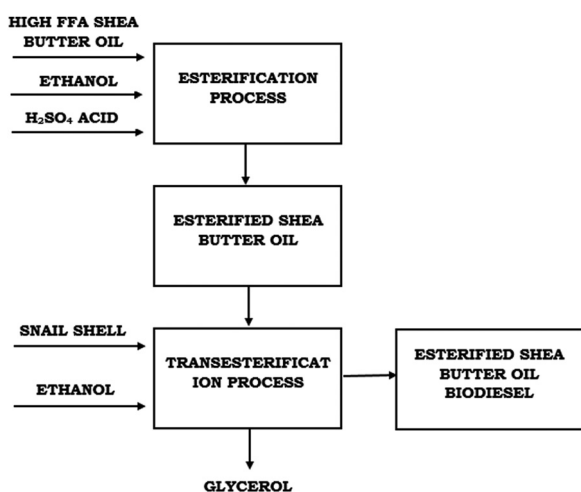 HIGH FFA SHEA
BUTTER OIL
ETHANOL
H₂SO₄ ACID
ESTERIFICATION
PROCESS
ESTERIFIED SHEA
BUTTER OIL
SNAIL SHELL
ETHANOL
TRANSESTERIFICAT
ION PROCESS
ESTERIFIED SHEA
BUTTER OIL
BIODIESEL
GLYCEROL